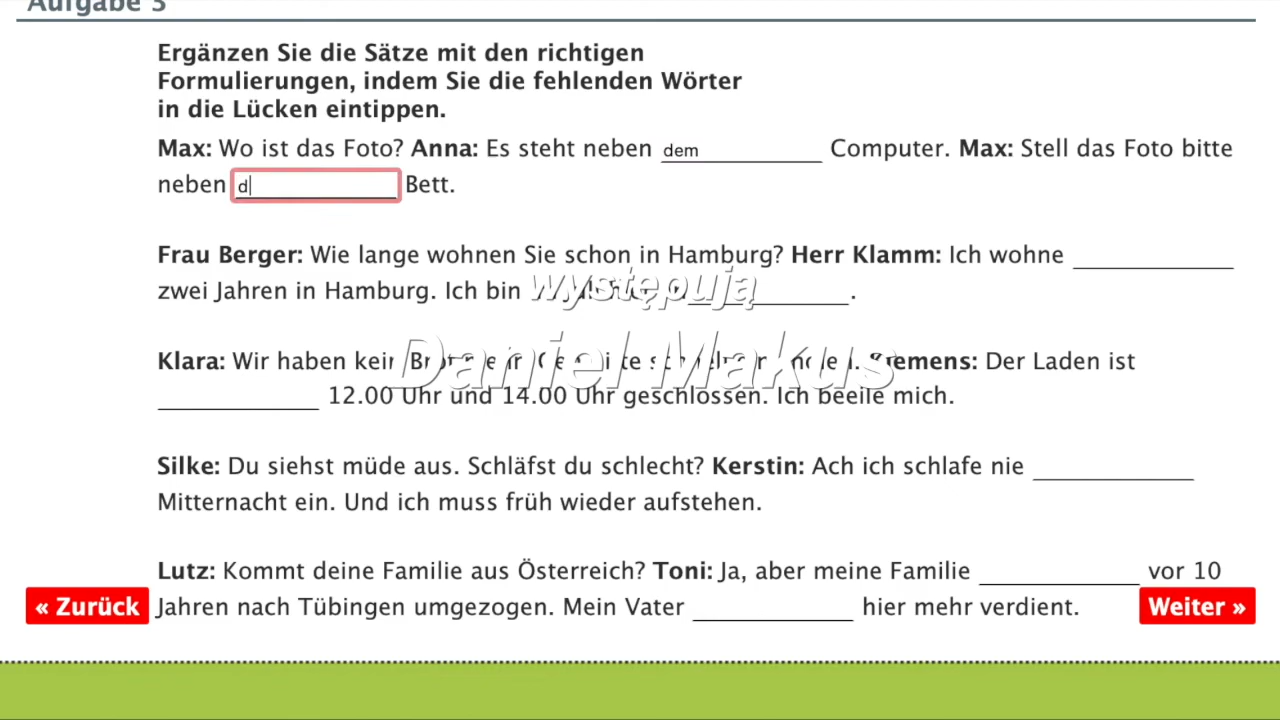 Aufgabe 3
Ergänzen Sie die Sätze mit den richtigen
Formulierungen, indem Sie die fehlenden Wörter
in die Lücken eintippen.
Max: Wo ist das Foto? Anna: Es steht neben dem Computer. Max: Stell das Foto bitte
neben d Bett.
Frau Berger: Wie lange wohnen Sie schon in Hamburg? Herr Klamm: Ich wohne
zwei Jahren in Hamburg. Ich bin .
występują
Klara: Wir haben kein
Daniel Makus
Klemens: Der Laden ist
12.00 Uhr und 14.00 Uhr geschlossen. Ich beeile mich.
Silke: Du siehst müde aus. Schläfst du schlecht? Kerstin: Ach ich schlafe nie
Mitternacht ein. Und ich muss früh wieder aufstehen.
Lutz: Kommt deine Familie aus Österreich? Toni: Ja, aber meine Familie vor 10
« Zurück Jahren nach Tübingen umgezogen. Mein Vater hier mehr verdient. Weiter »